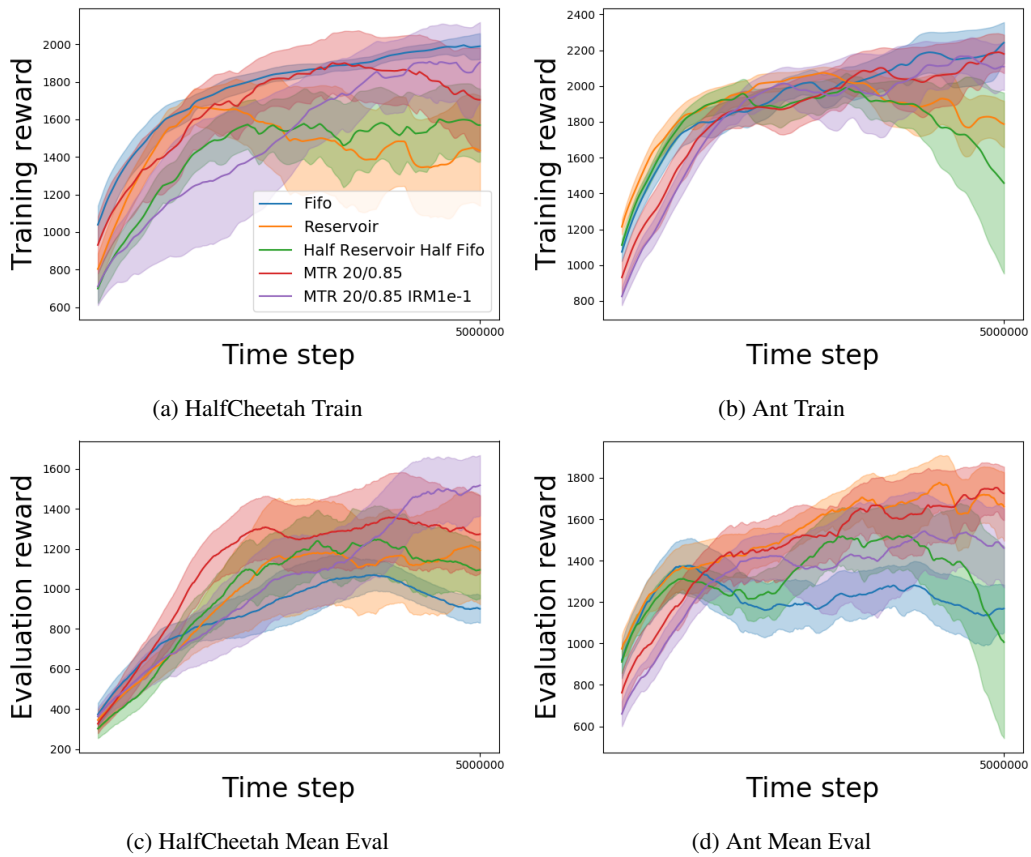 2000
1800
1600
1400
1200
1000
800
600
Training reward
Fifo
Reservoir
Half Reservoir Half Fifo
MTR 20/0.85
MTR 20/0.85 IRM1e-1
5000000
Time step
(a) HalfCheetah Train
2400
2200
2000
1800
1600
1400
1200
1000
800
Training reward
5000000
Time step
(b) Ant Train
1600
1400
1200
1000
800
600
400
200
Evaluation reward
5000000
Time step
(c) HalfCheetah Mean Eval
1800
1600
1400
1200
1000
800
600
Evaluation reward
5000000
Time step
(d) Ant Mean Eval